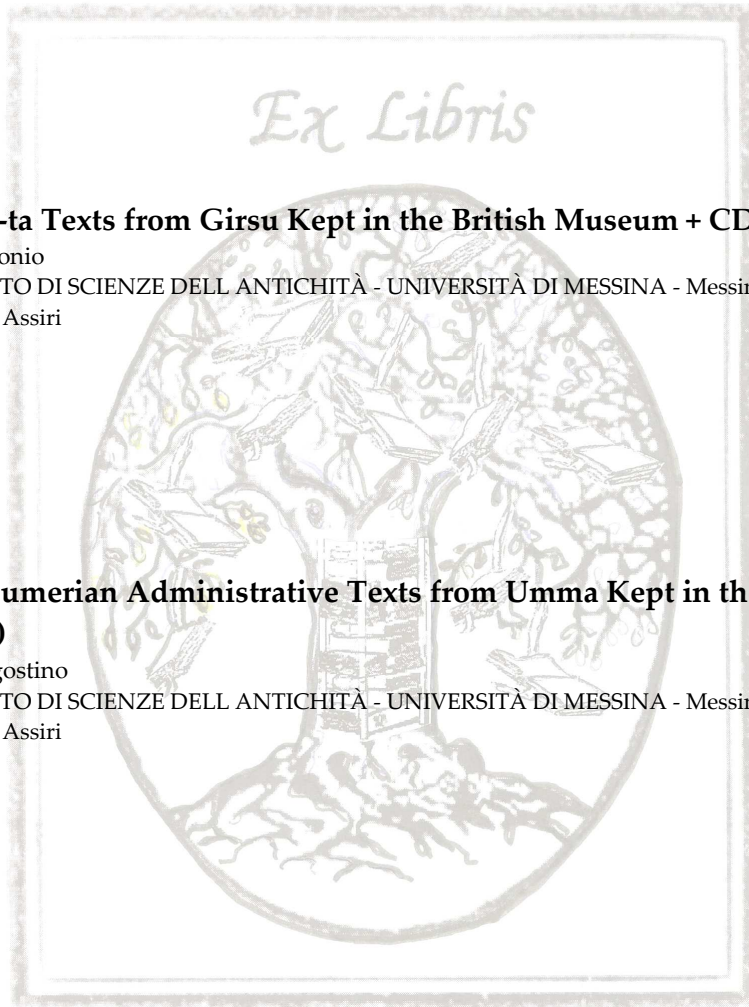 Ex Libris
-ta Texts from Girsu Kept in the British Museum + CD
onio
TO DI SCIENZE DELL ANTICHITÀ - UNIVERSITÀ DI MESSINA - Messin
Assiri
umerian Administrative Texts from Umma Kept in th
)
gostino
TO DI SCIENZE DELL ANTICHITÀ - UNIVERSITÀ DI MESSINA - Messin
Assiri